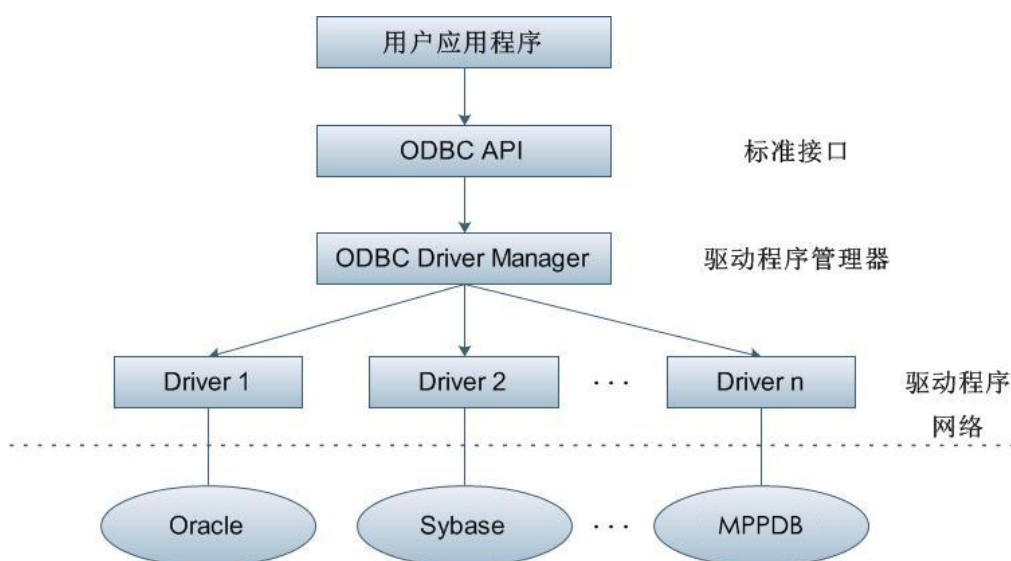 用户应用程序
ODBC API
标准接口
ODBC Driver Manager
驱动程序管理器
Driver 1
Driver 2
...
Driver n
驱动程序
网络
Oracle
Sybase
...
MPPDB